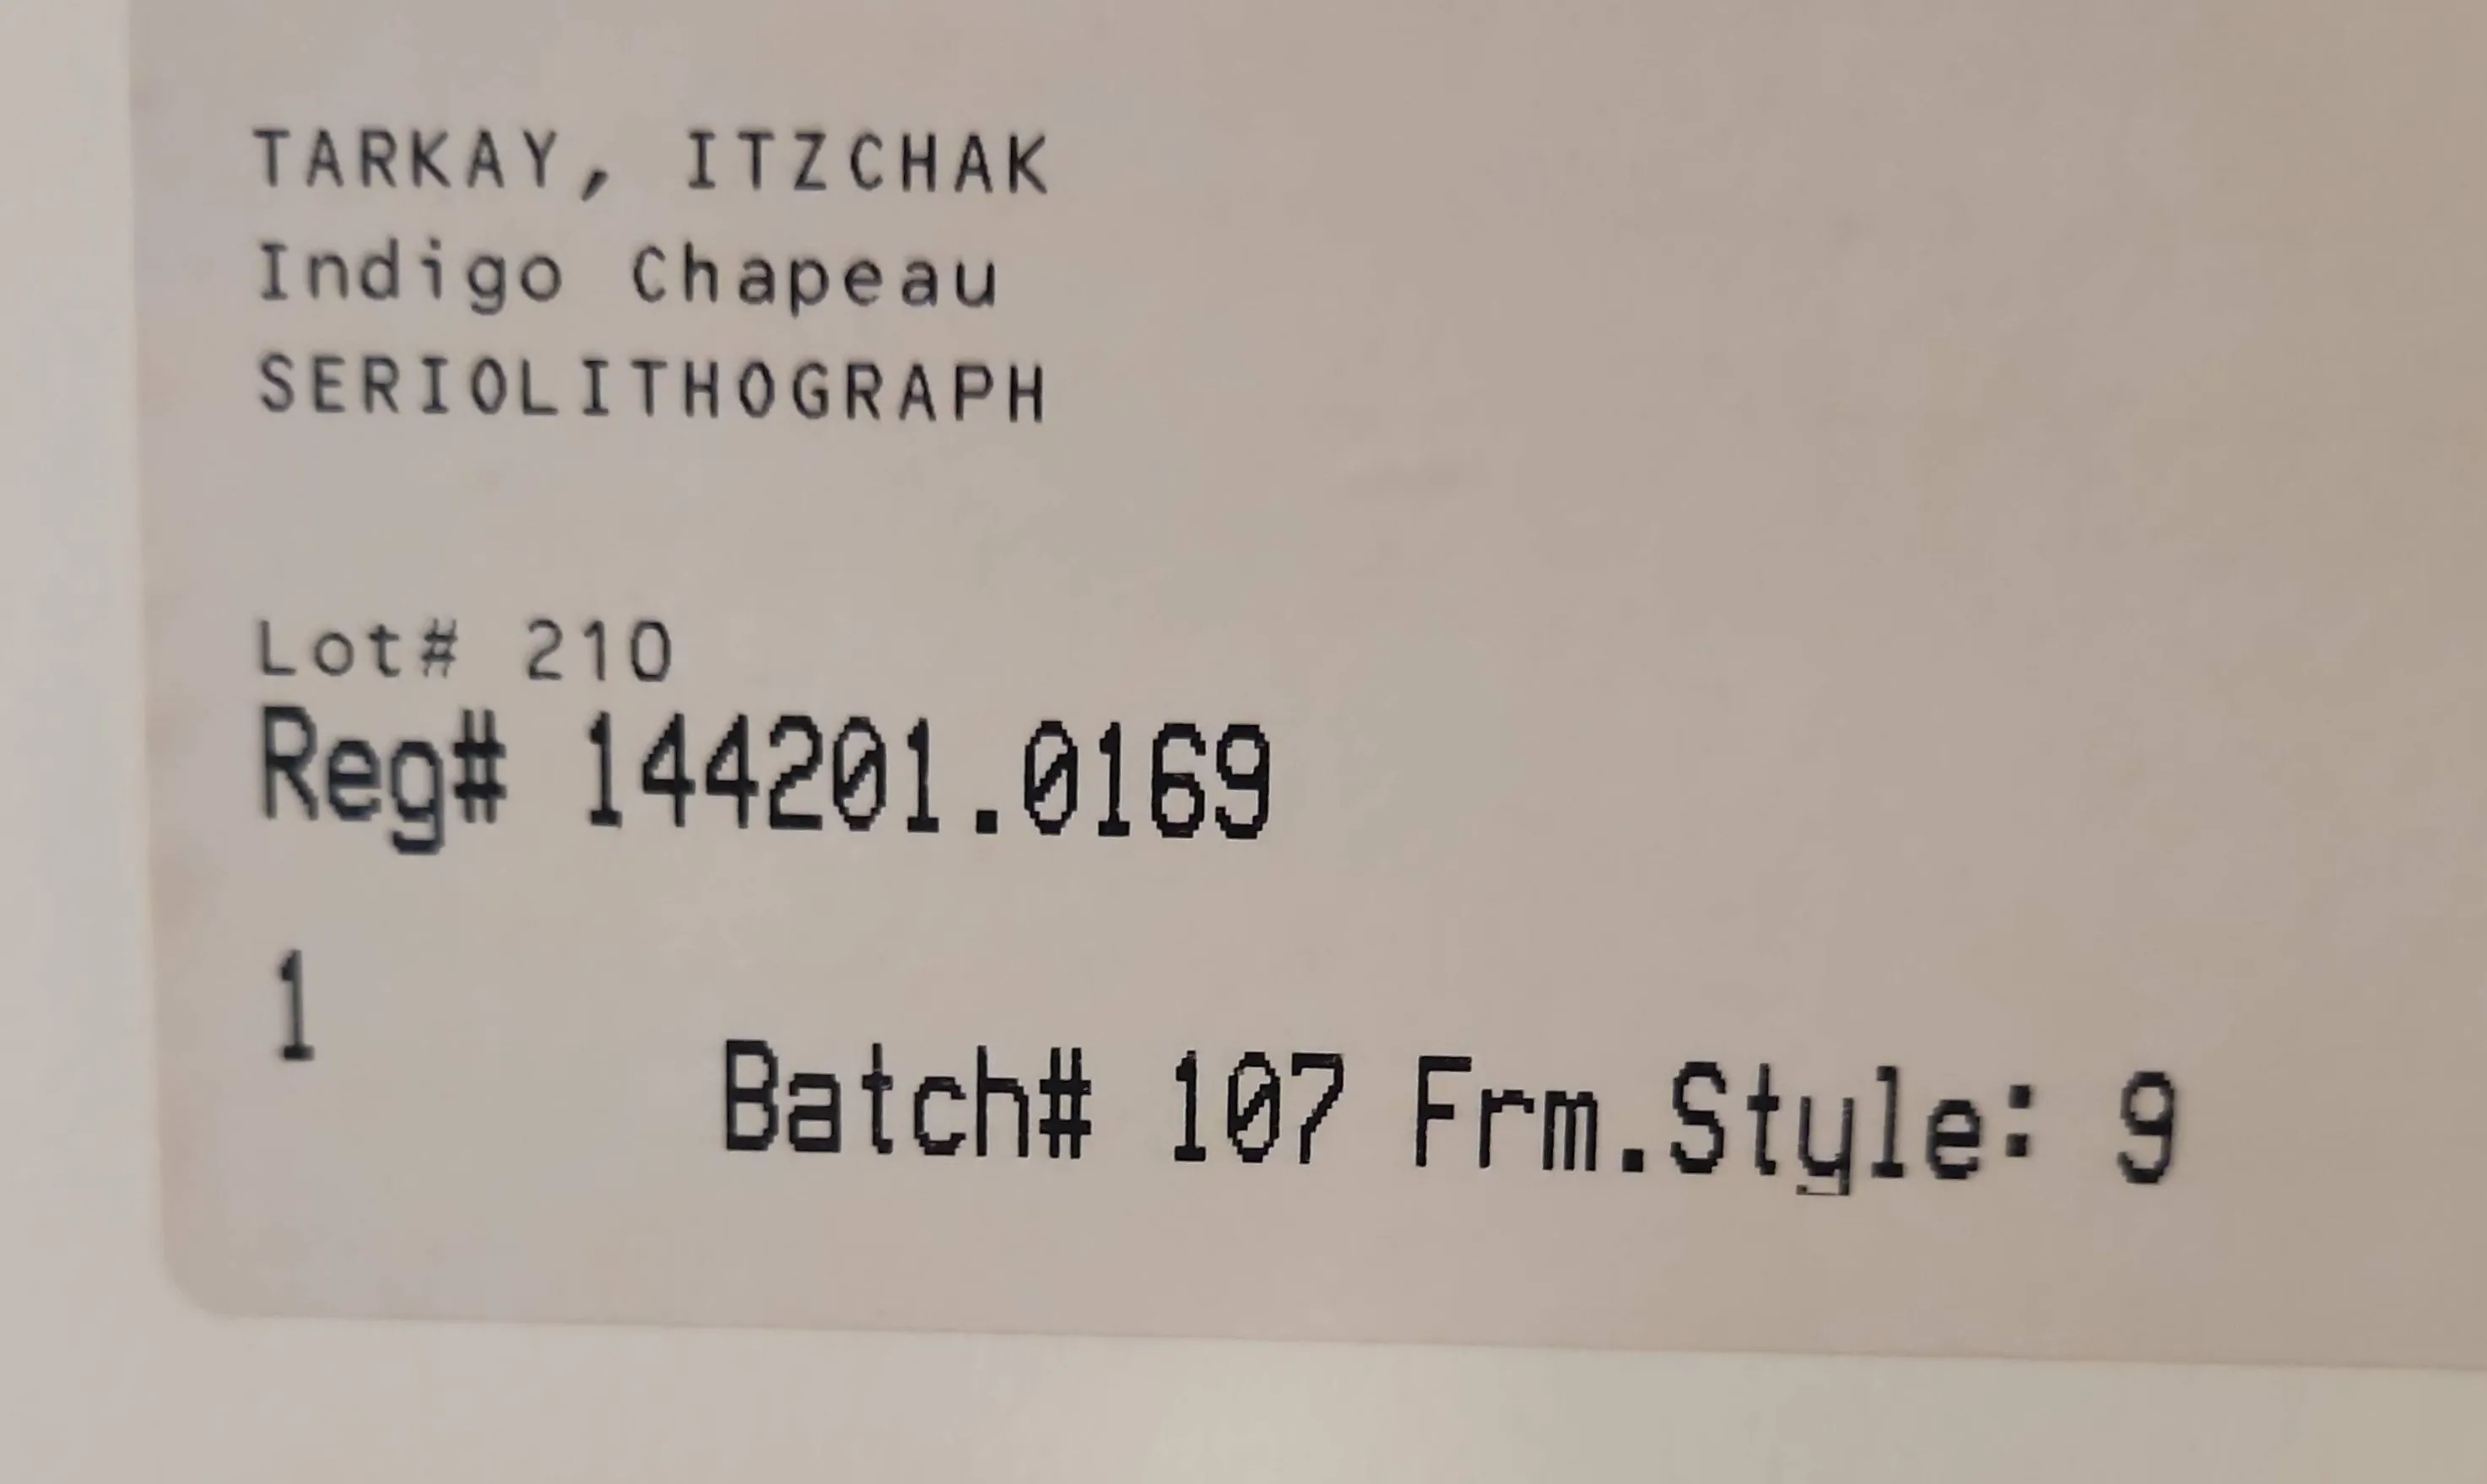 TARKAY, ITZCHAK
Indigo Chapeau
SERIOLITHOGRAPH
Lot# 210
Reg# 144201.0169
1
Batch# 107 Frm.Style: 9